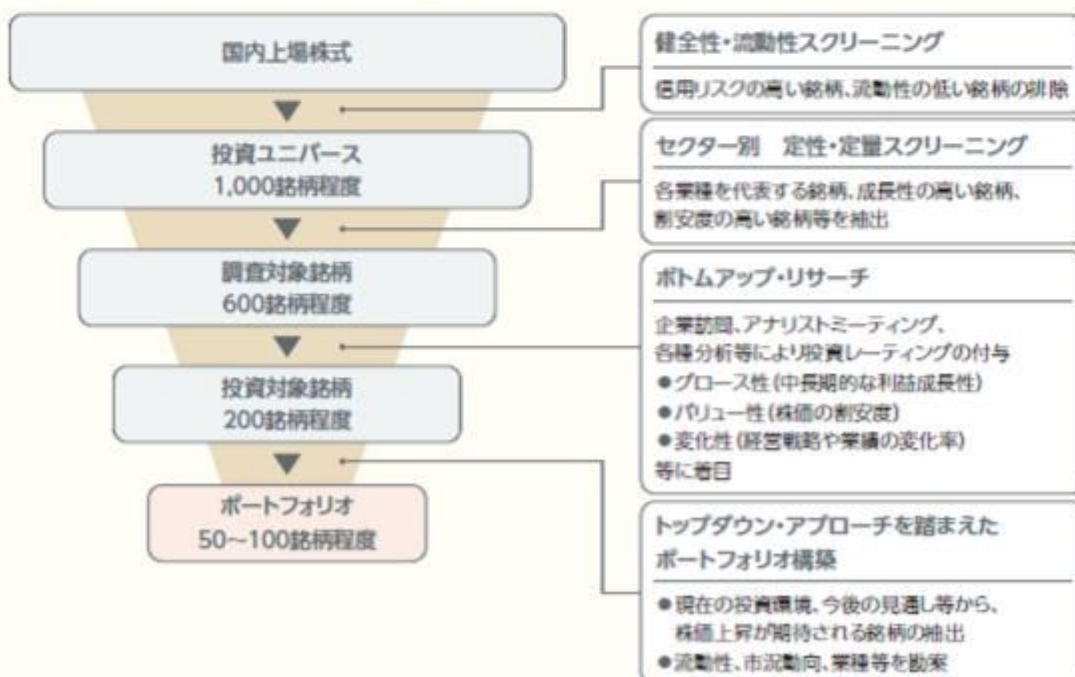 国内上場株式
投資ユニバース
1,000銘柄程度
調査対象銘柄
600銘柄程度
投資対象銘柄
200銘柄程度
ポートフォリオ
50～100銘柄程度
健全性・流動性スクリーニング
信用リスクの高い銘柄、流動性の低い銘柄の排除
セクター別　定性・定量スクリーニング
各業種を代表する銘柄、成長性の高い銘柄、
割安度の高い銘柄等を抽出
ボトムアップ・リサーチ
企業訪問、アナリストミーティング、
各種分析等により投資レーティングの付与
●グロース性(中長期的な利益成長性)
●バリュー性(株価の割安度)
●変化性(経営戦略や業績の変化率)
等に着目
トップダウン・アプローチを踏まえた
ポートフォリオ構築
●現在の投資環境、今後の見通し等から、
株価上昇が期待される銘柄の抽出
●流動性、市況動向、業種等を勘案